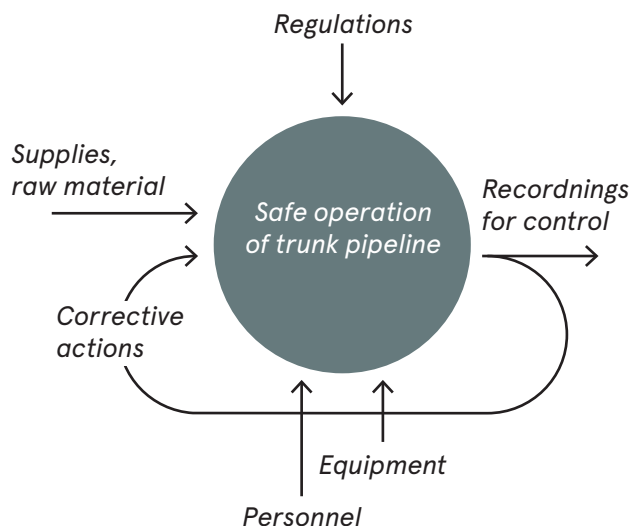 Regulations
Supplies,
raw material
Safe operation
of trunk pipeline
Recordnings
for control
Corrective
actions
Equipment
Personnel